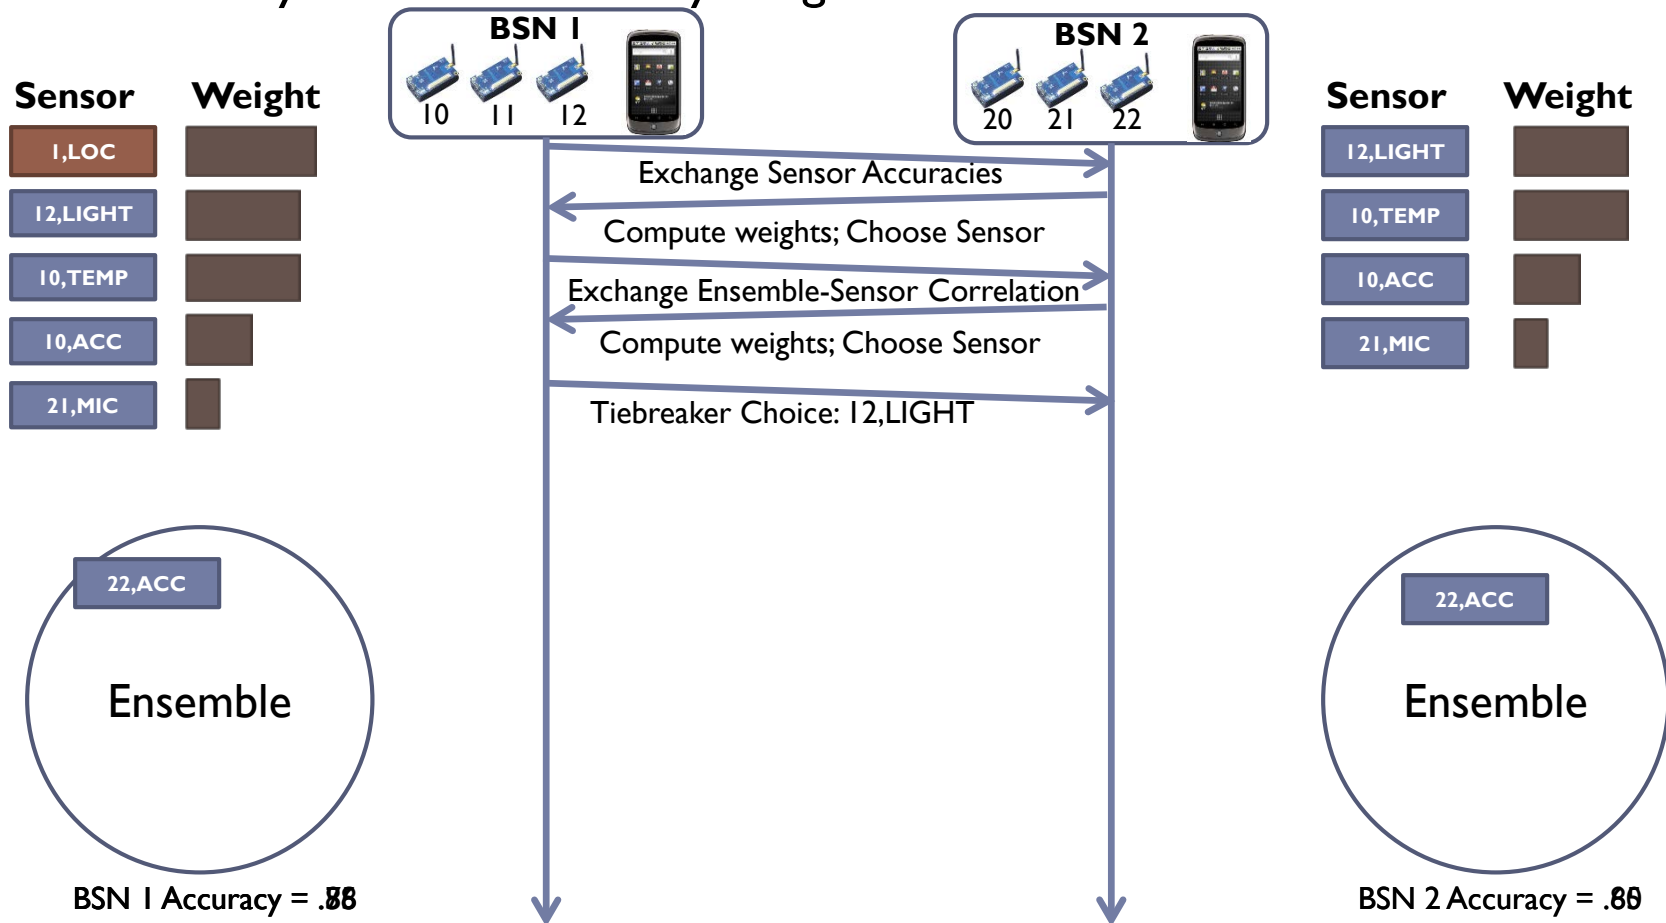 BSN 1
10 11 12
BSN 2
20 21 22
Sensor Weight
1,LOC
12,LIGHT
10,TEMP
10,ACC
21,MIC
Exchange Sensor Accuracies
Compute weights; Choose Sensor
Exchange Ensemble-Sensor Correlation
Compute weights; Choose Sensor
Tiebreaker Choice: 12,LIGHT
Sensor Weight
12,LIGHT
10,TEMP
10,ACC
21,MIC
22,ACC
Ensemble
BSN 1 Accuracy =
22,ACC
Ensemble
BSN 2 Accuracy =